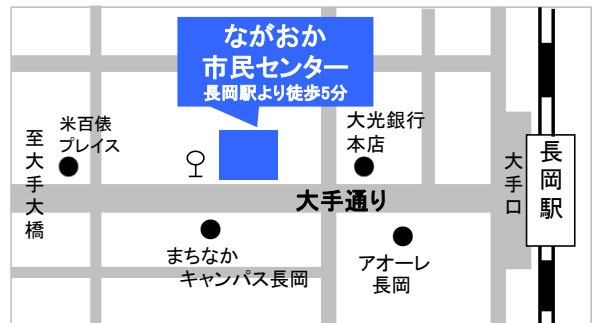 ながおか
市民センター
長岡駅より徒歩5分
米百俵
プレイス
至大手大橋
大光銀行
本店
大手口
長岡駅
大手通り
まちなか
キャンパス長岡
アオーレ
長岡